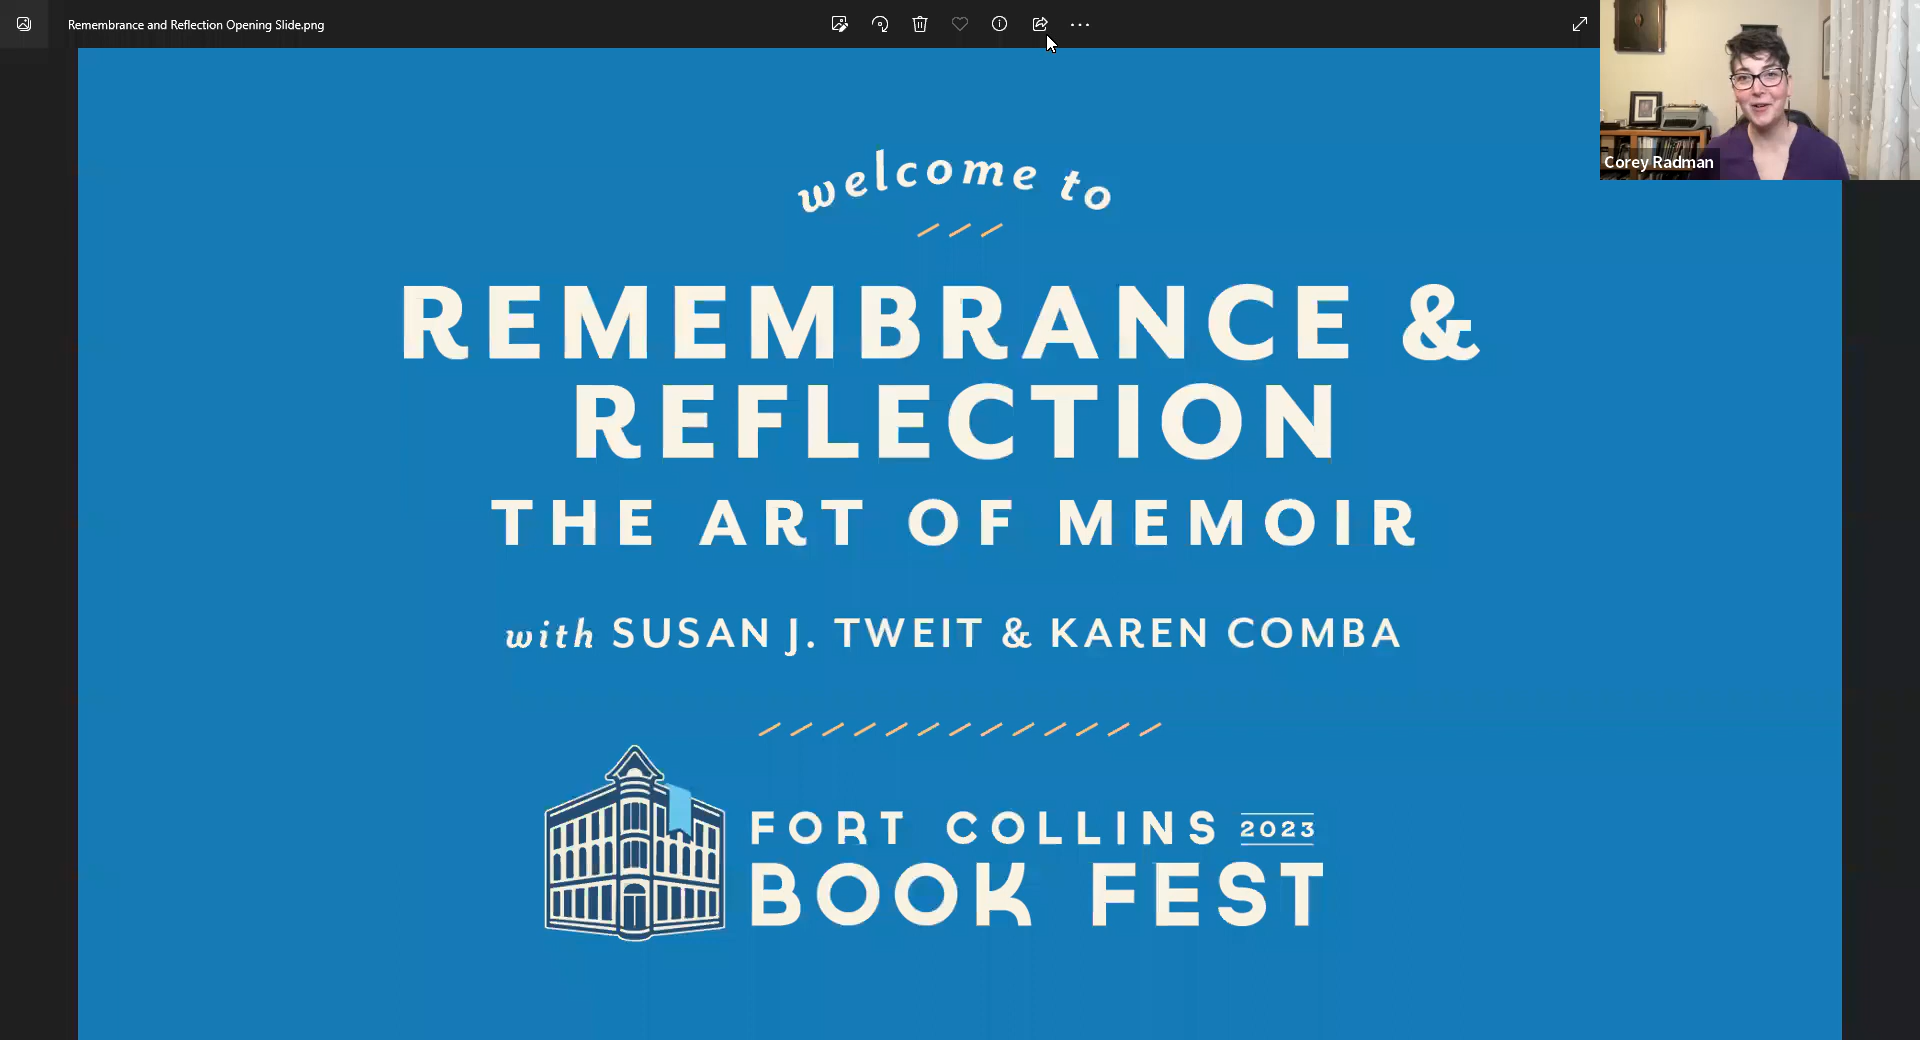 Remembrance and Reflection Opening Slide.png
Corey Radman
welcome to
REMEMBRANCE &
REFLECTION
THE ART OF MEMOIR
with SUSAN J. TWEIT & KAREN COMBA
FORT COLLINS 2023
BOOK FEST